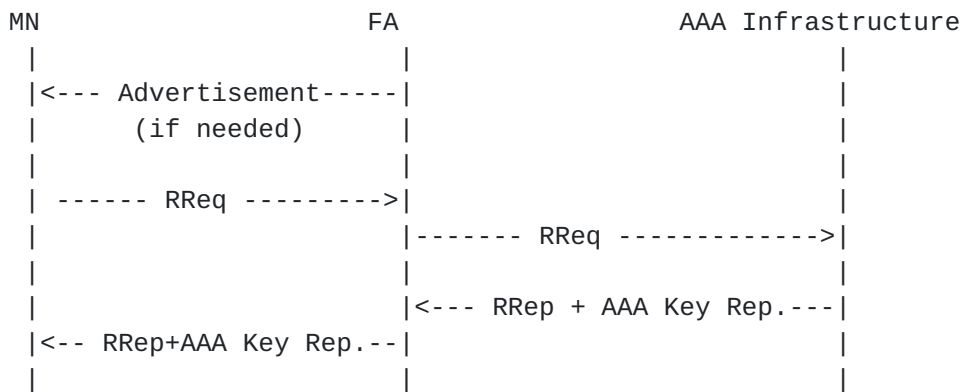 MN                     FA                  AAA Infrastructure
 |                      |                          |
 |<--- Advertisement-----|                          |
 |      (if needed)      |                          |
 |                      |                          |
 | ------ RReq --------->|                          |
 |                      |------- RReq ------------->|
 |                      |                          |
 |                      |<--- RRep + AAA Key Rep.---|
 |<-- RRep+AAA Key Rep.--|                          |
 |                      |                          |